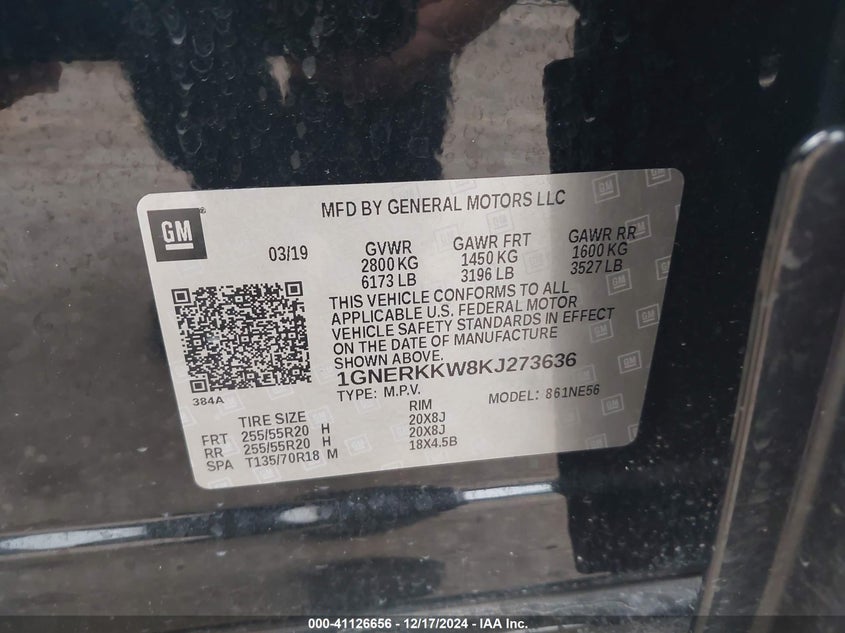 MFD BY GENERAL MOTORS LLC
GM
03/19
GVWR
2800 KG
6173 LB
GAWR FRT
1450 KG
3196 LB
GAWR RR
1600 KG
3527 LB
THIS VEHICLE CONFORMS TO ALL
APPLICABLE U.S. FEDERAL MOTOR
VEHICLE SAFETY STANDARDS IN EFFECT
ON THE DATE OF MANUFACTURE
SHOWN ABOVE.
1GNERKKW8KJ273636
TYPE: M.P.V.
MODEL: 861NE56
384A
TIRE SIZE
RIM
FRT 255/55R20 H 20X8J
RR 255/55R20 H 20X8J
SPA T135/70R18 M 18X4.5B
000-41126656 / 12/17/2024 - IAA Inc.